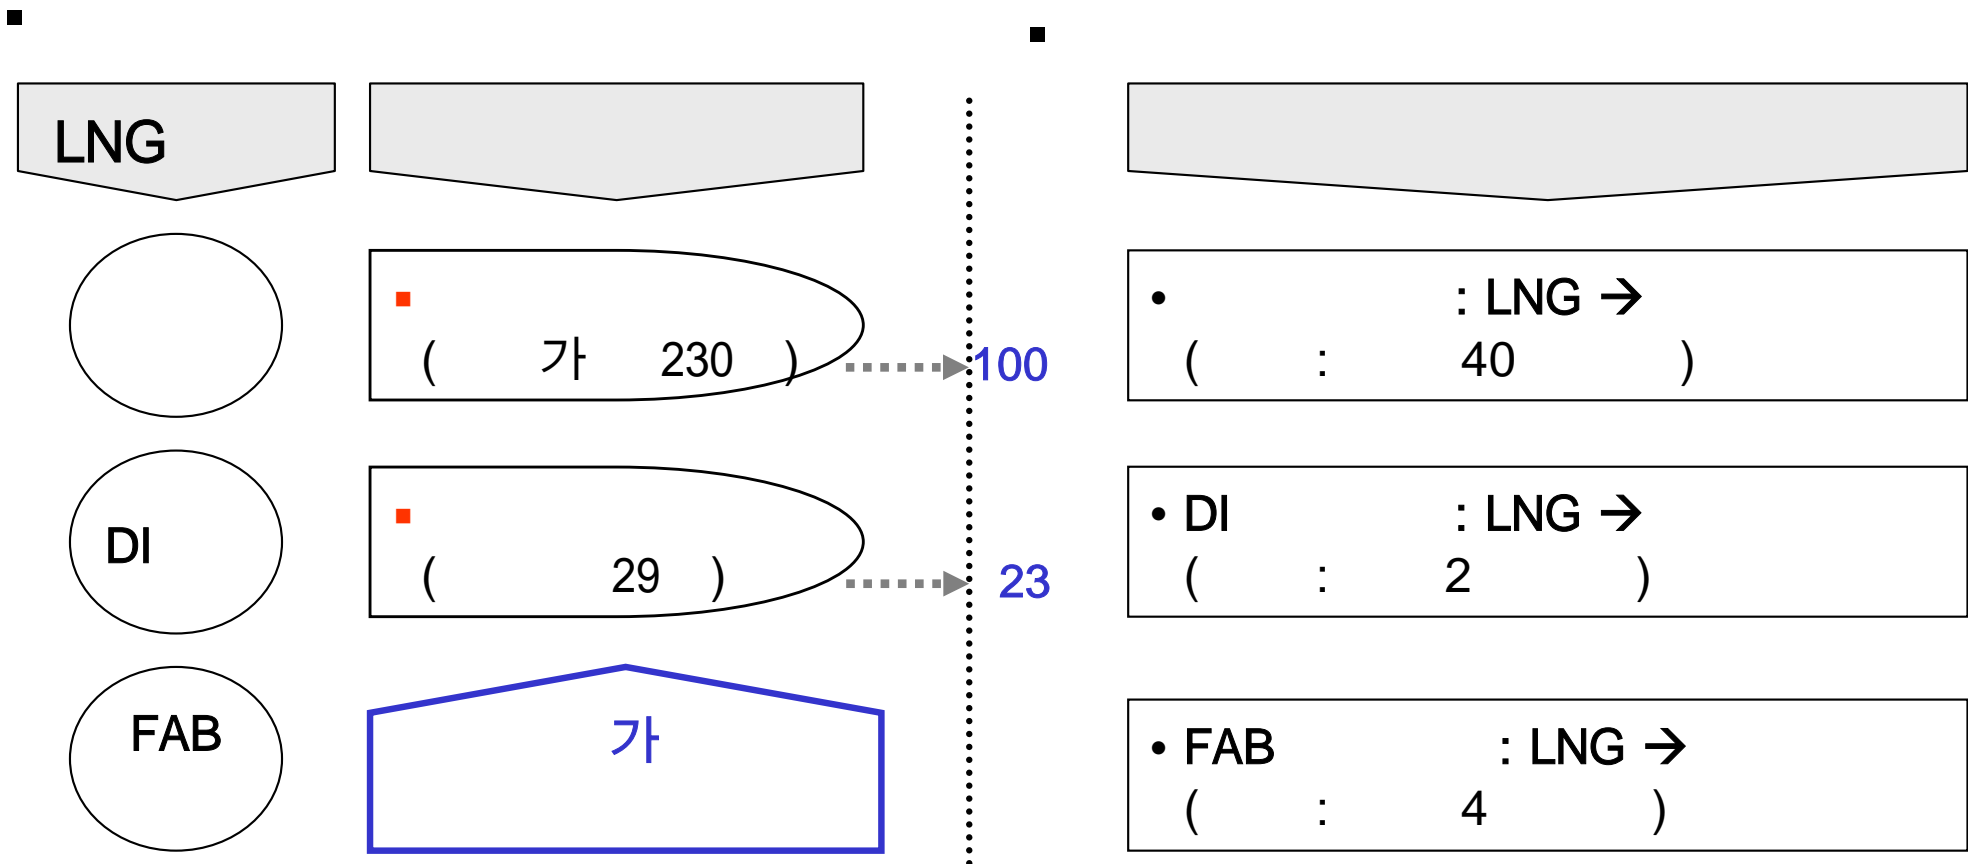 LNG
( 가 230 )
100
• : LNG →
( : 40 )
DI
( 29 )
23
• DI : LNG →
( : 2 )
FAB
가
• FAB : LNG →
( : 4 )